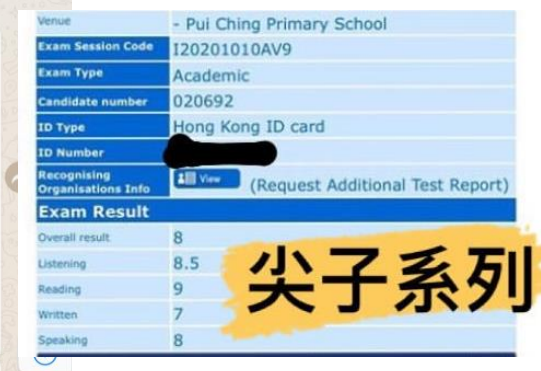 Venue - Pui Ching Primary School
Exam Session Code I20201010AV9
Exam Type Academic
Candidate number 020692
ID Type Hong Kong ID card
ID Number
Recognising Organisations Info View (Request Additional Test Report)
Exam Result
Overall result 8
Listening 8.5
Reading 9
Written 7
Speaking 8
尖子系列